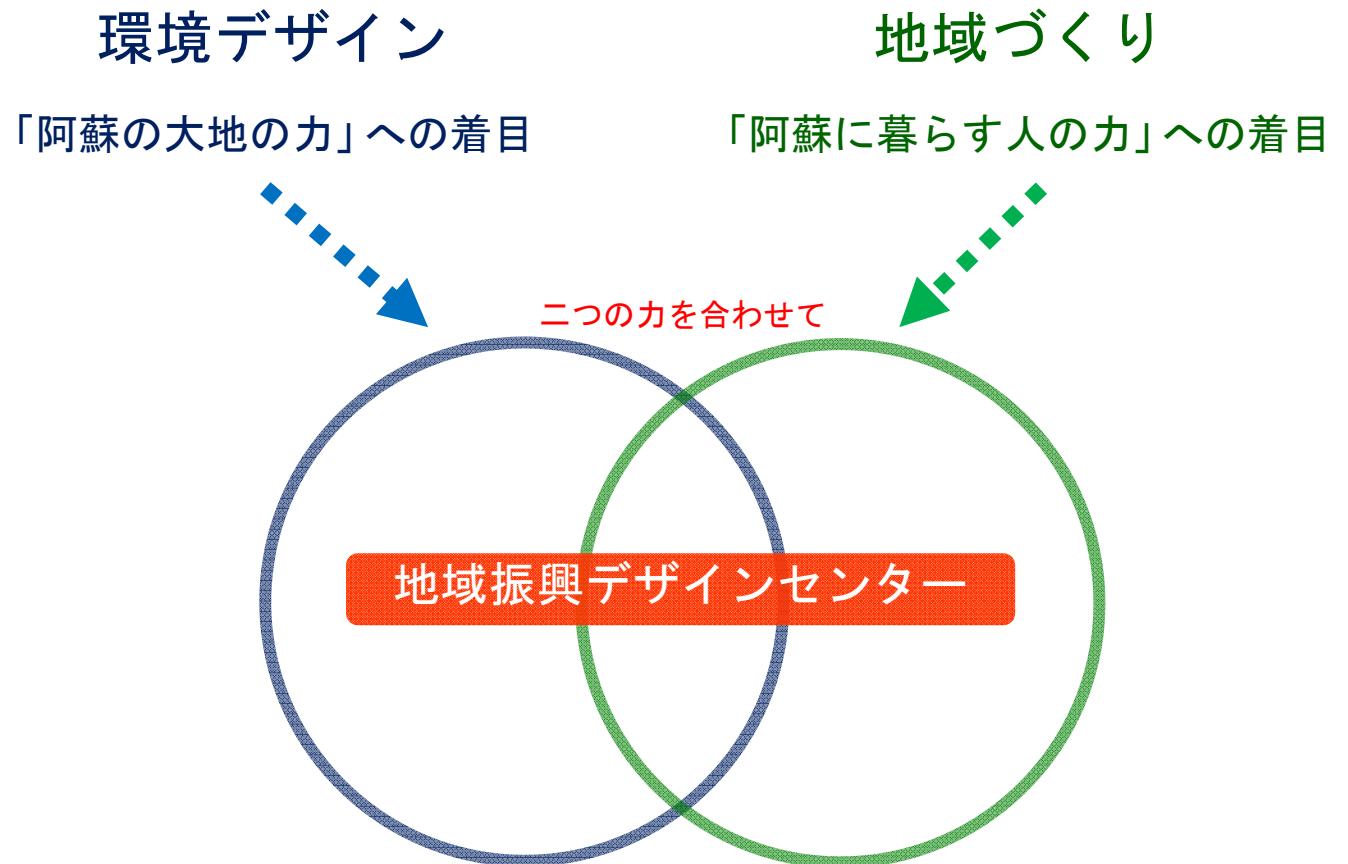 環境デザイン
地域づくり
「阿蘇の大地の力」への着目
「阿蘇に暮らす人の力」への着目
二つの力を合わせて
地域振興デザインセンター